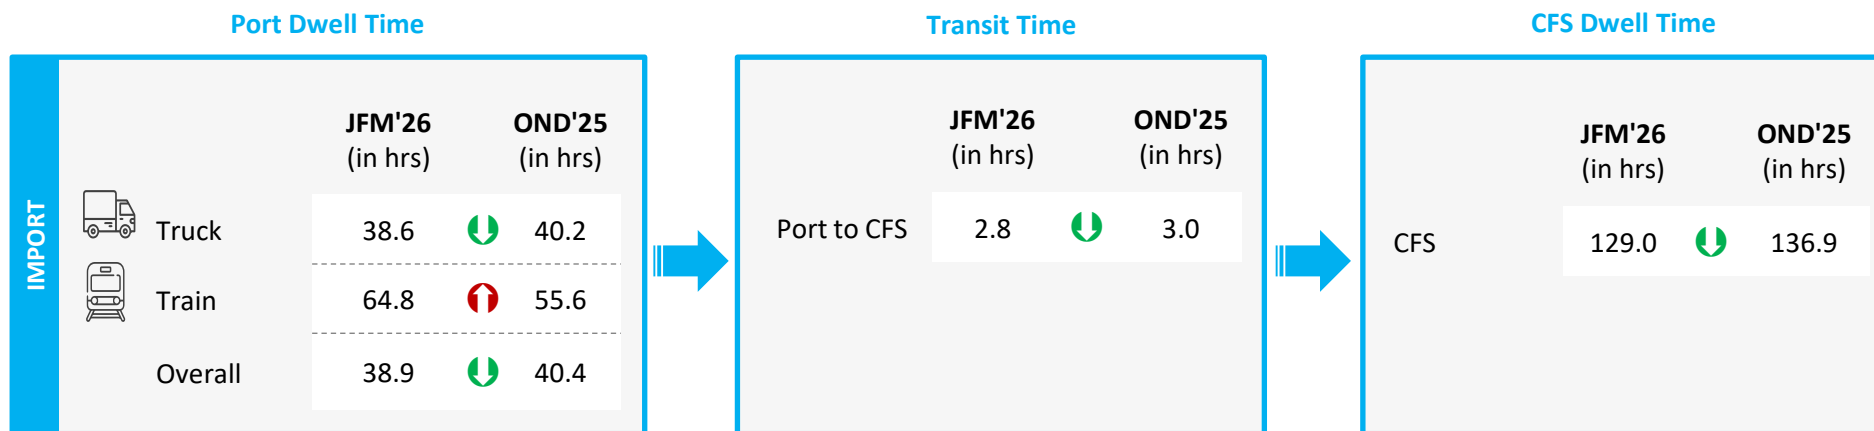 Port Dwell Time
Transit Time
CFS Dwell Time
IMPORT
JFM'26 OND'25
(in hrs) (in hrs)
Truck 38.6 40.2
Train 64.8 55.6
Overall 38.9 40.4
JFM'26 OND'25
(in hrs) (in hrs)
Port to CFS 2.8 3.0
JFM'26 OND'25
(in hrs) (in hrs)
CFS 129.0 136.9